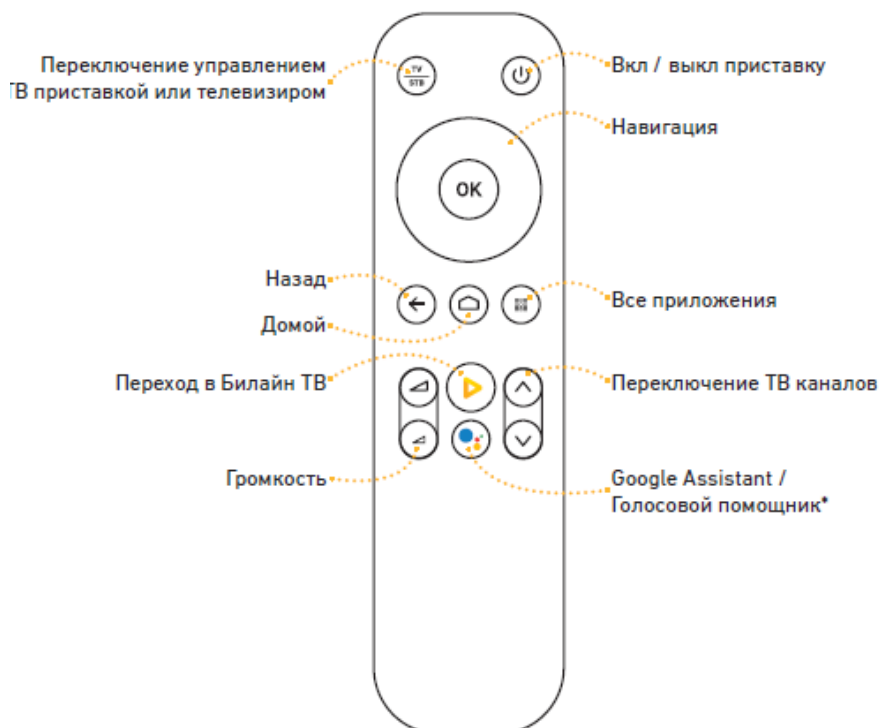 Переключение управлением
ТВ приставкой или телевизиром
TV
STB
Вкл / выкл приставку
Навигация
OK
Назад
Домой
Все приложения
Переход в Билайн ТВ
Переключение ТВ каналов
Громкость
Google Assistant /
Голосовой помощник*